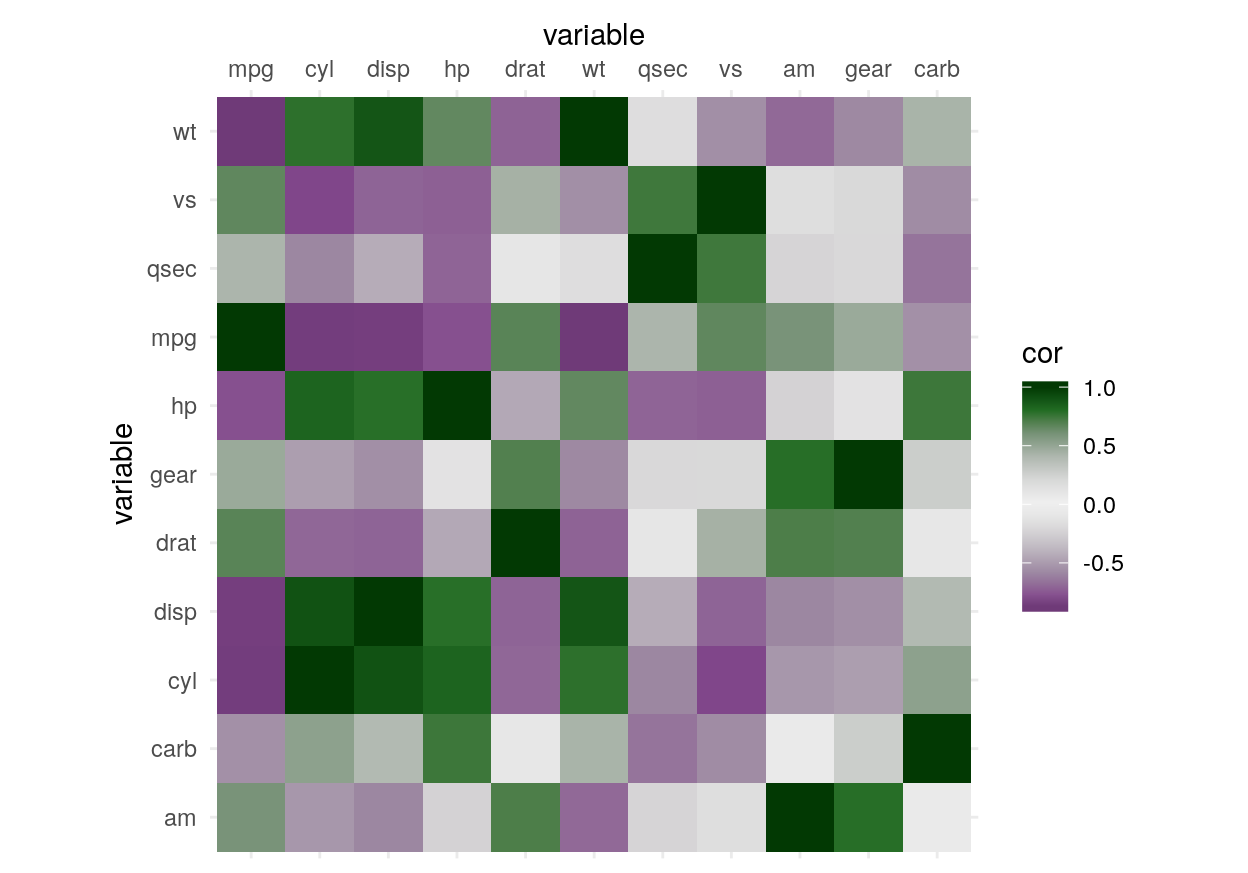 variable
mpg cyl disp hp drat wt qsec vs am gear carb
wt
vs
qsec
mpg
hp
gear
drat
disp
cyl
carb
am
variable
cor
1.0
0.5
0.0
-0.5